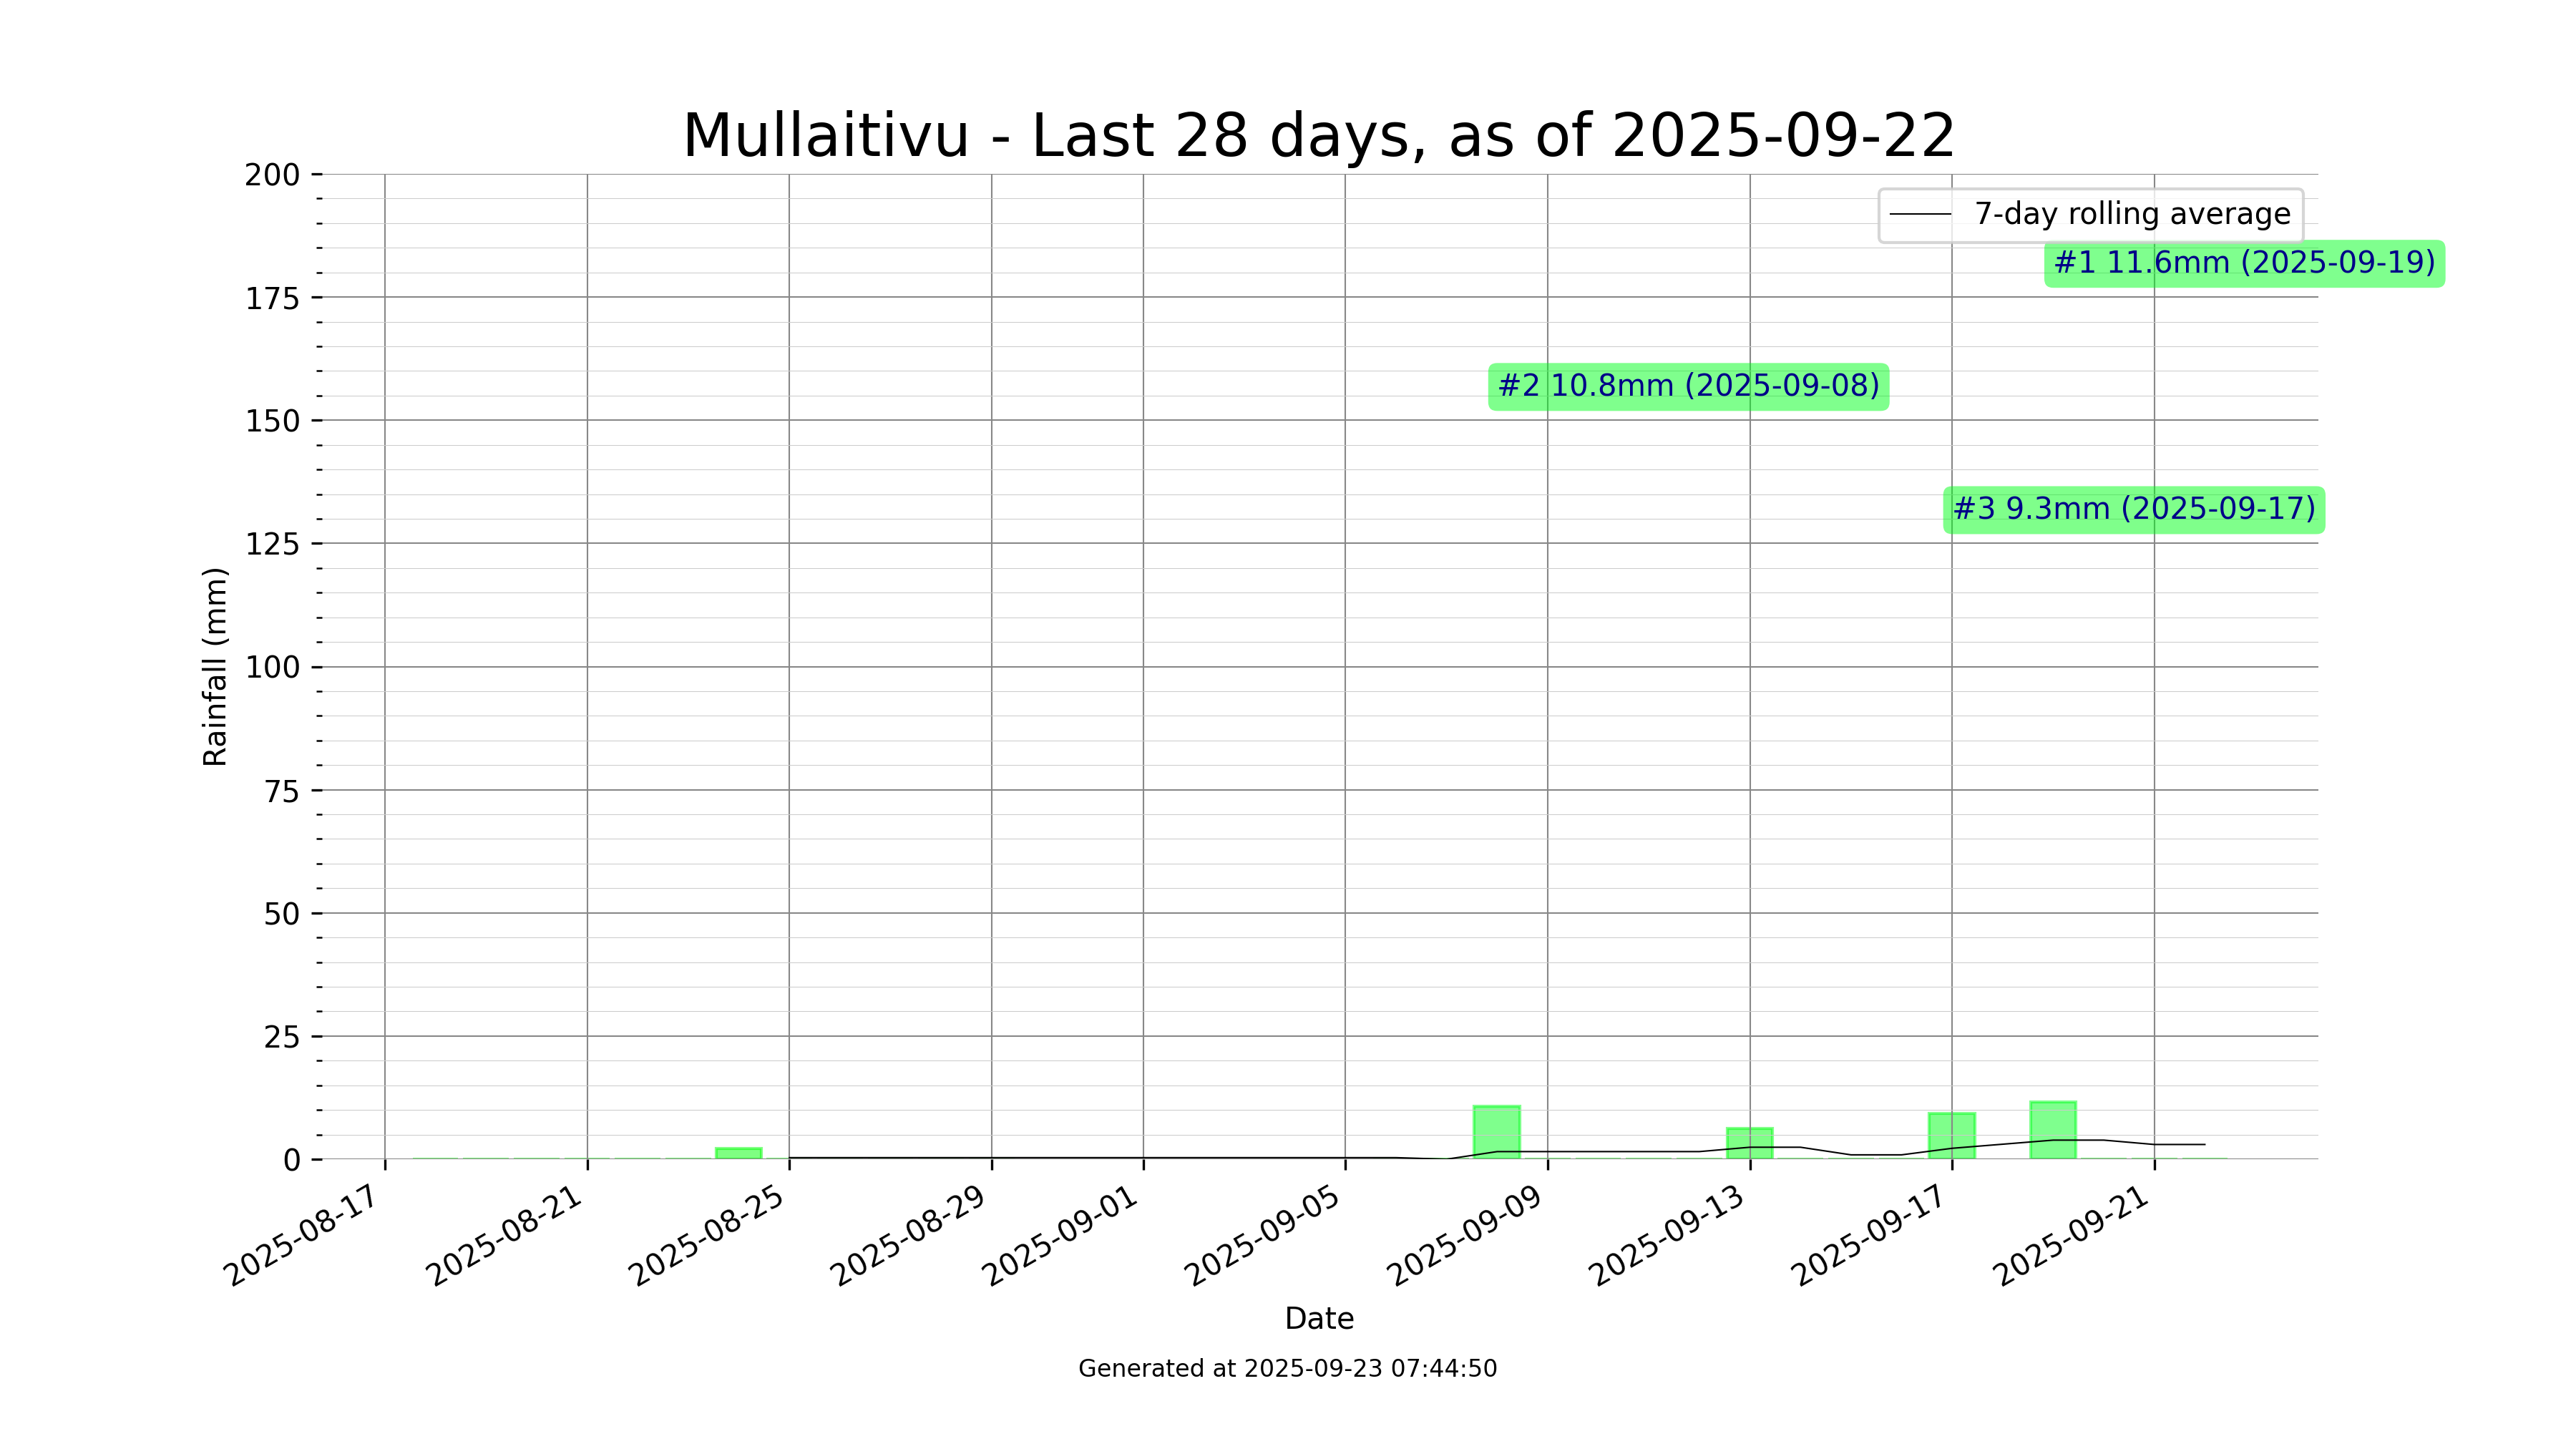 Mullaitivu - Last 28 days, as of 2025-09-22
7-day rolling average
#1 11.6mm (2025-09-19)
#2 10.8mm (2025-09-08)
#3 9.3mm (2025-09-17)
Rainfall (mm)
200
175
150
125
100
75
50
25
0
2025-08-17
2025-08-21
2025-08-25
2025-08-29
2025-09-01
2025-09-05
2025-09-09
2025-09-13
2025-09-17
2025-09-21
Date
Generated at 2025-09-23 07:44:50